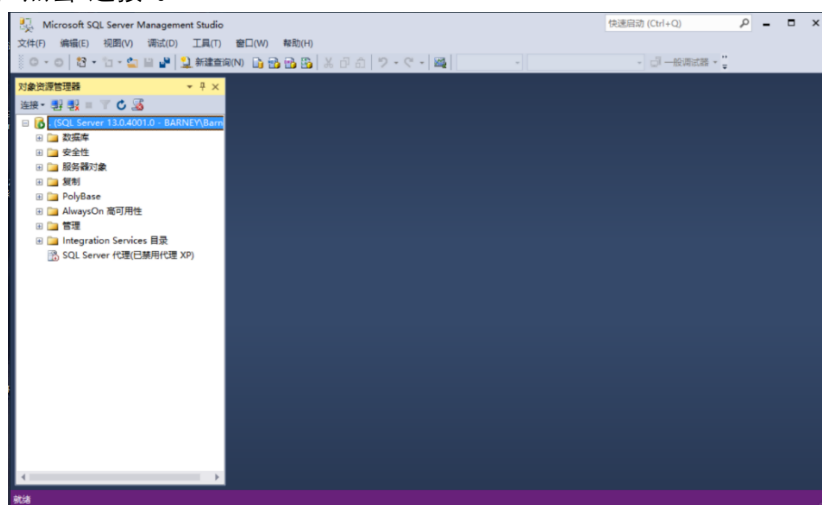 Microsoft SQL Server Management Studio
快速启动 (Ctrl+Q)
文件(F) 编辑(E) 视图(V) 调试(D) 工具(T) 窗口(W) 帮助(H)
新建查询(N)
一般调试器
对象资源管理器
连接
. (SQL Server 13.0.4001.0 - BARNEY\Barn
数据库
安全性
服务器对象
复制
PolyBase
AlwaysOn 高可用性
管理
Integration Services 目录
SQL Server 代理(已禁用代理 XP)
就绪